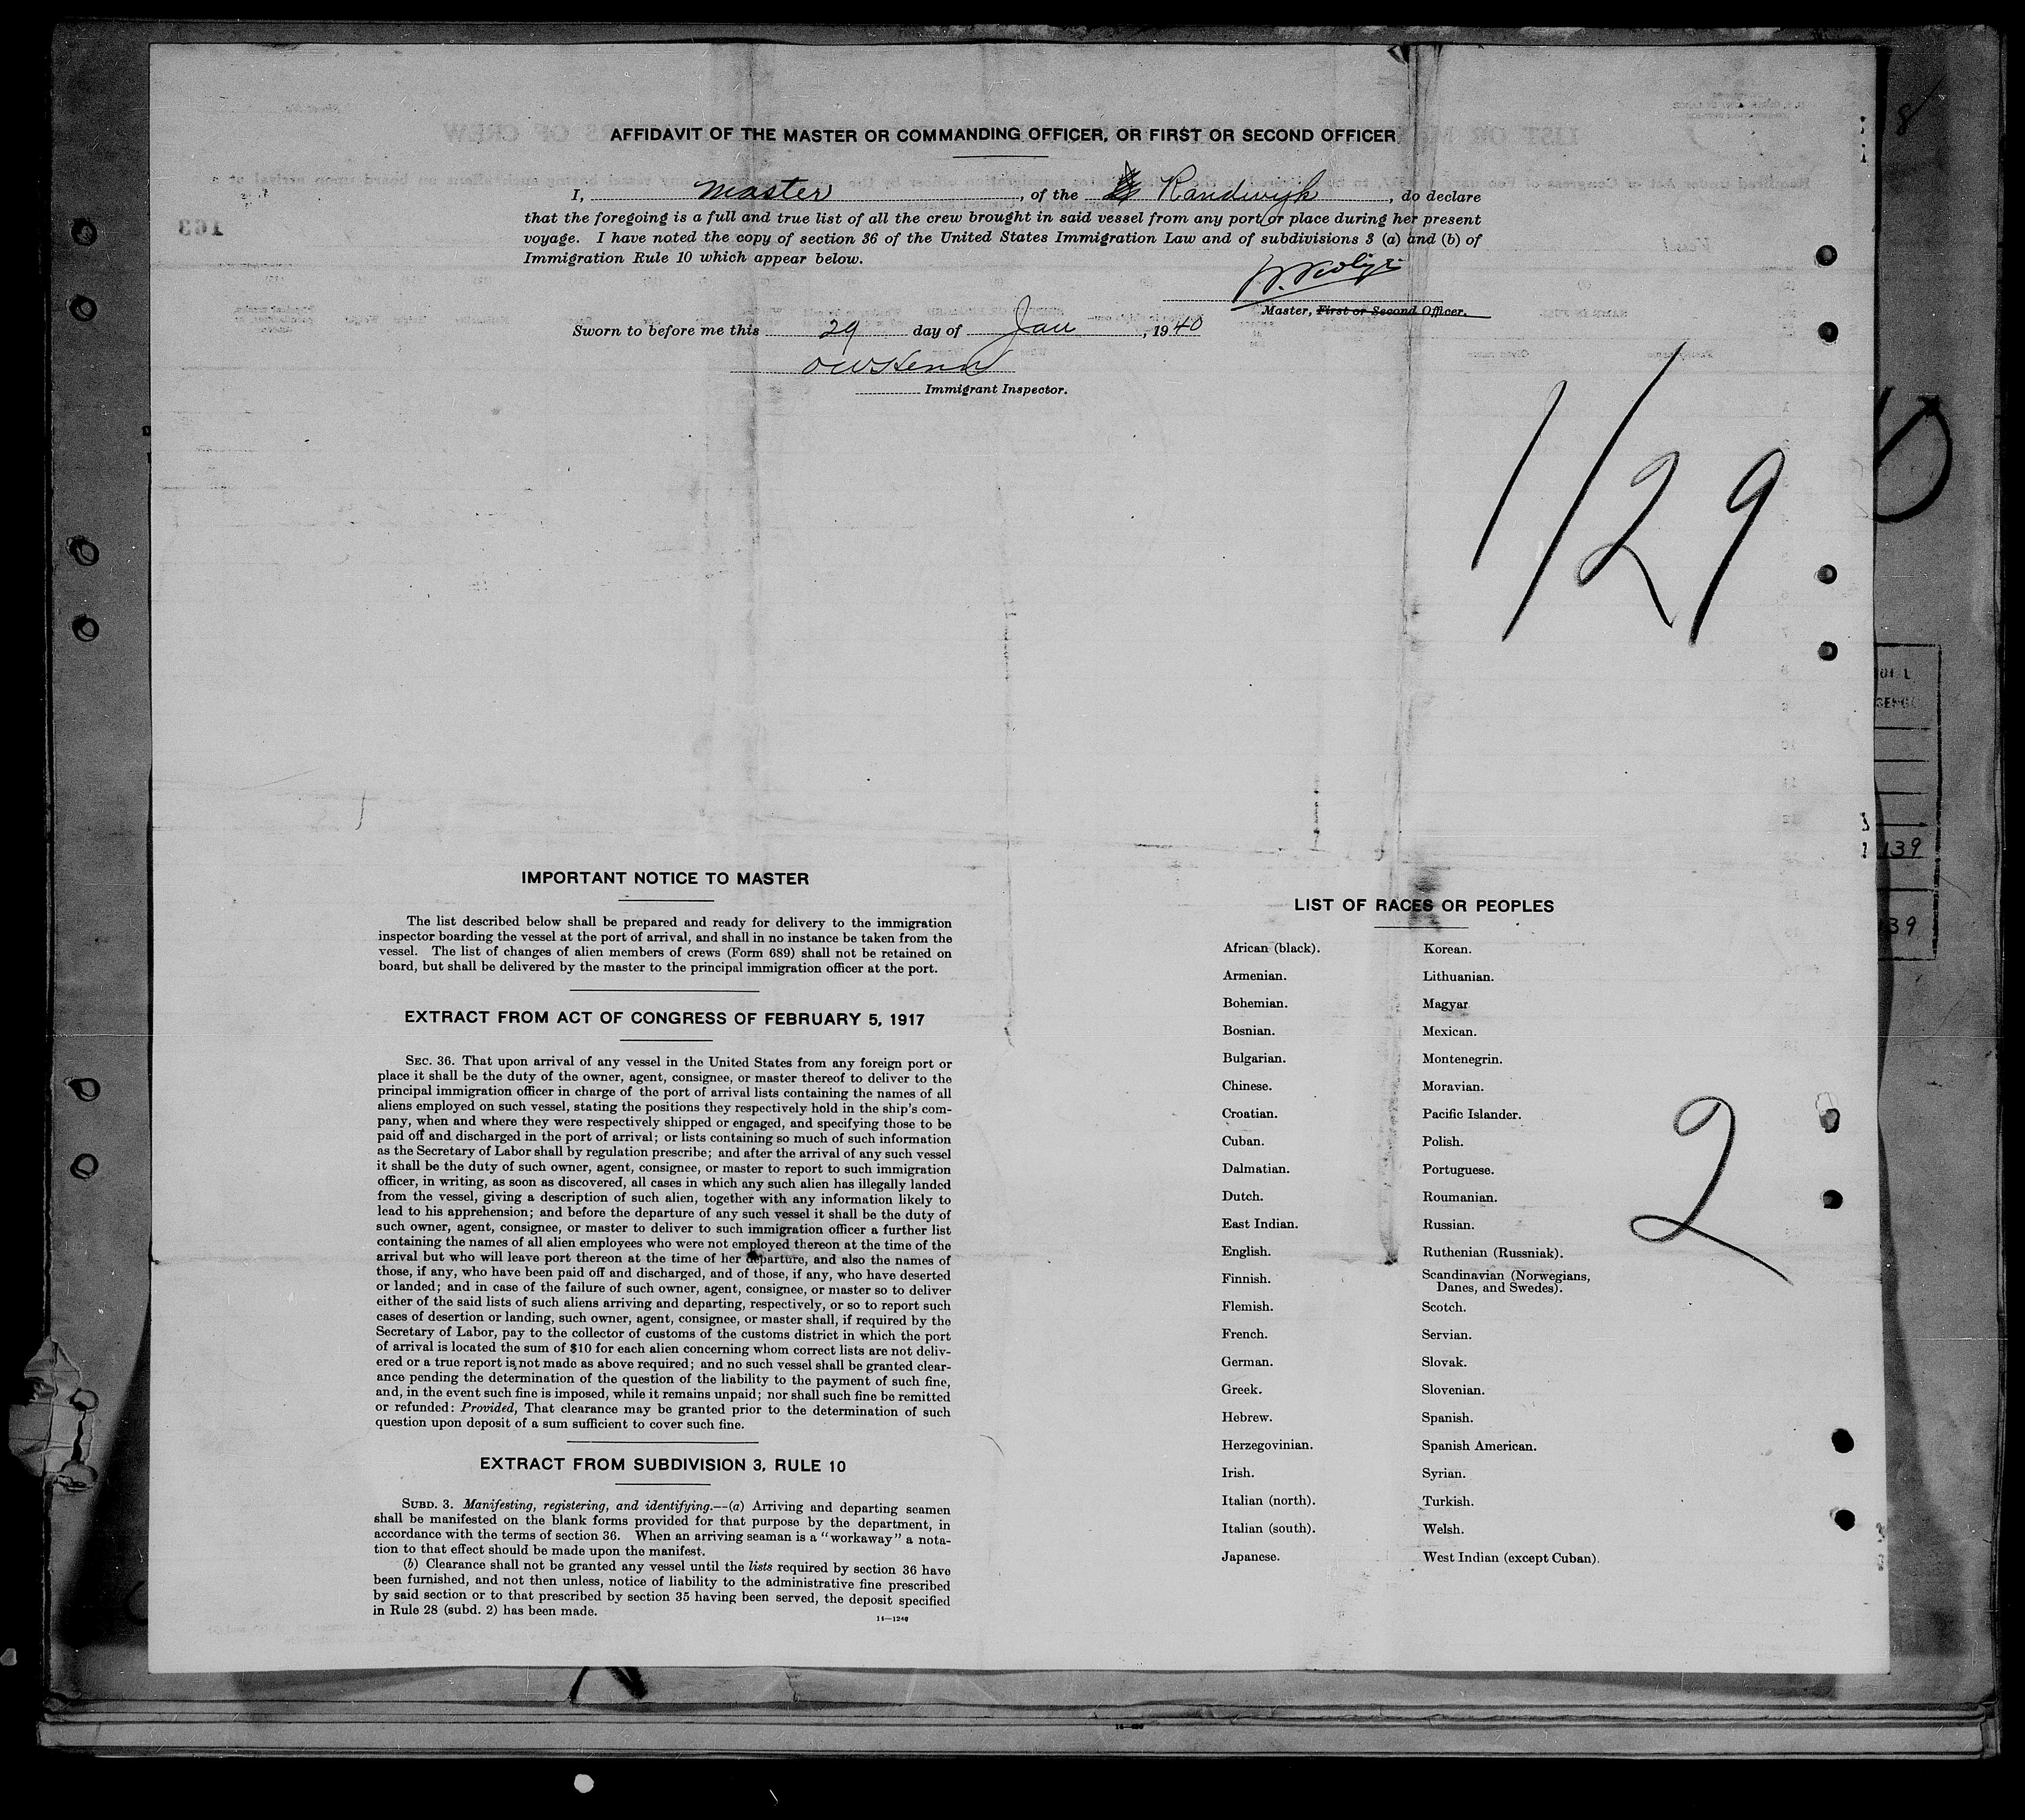 AFFIDAVIT OF THE MASTER OR COMMANDING OFFICER, OR FIRST OR SECOND OFFICER
I, Master, of the Randwijk, do declare
that the foregoing is a full and true list of all the crew brought in said vessel from any port or place during her present
voyage. I have noted the copy of section 36 of the United States Immigration Law and of subdivisions 3 (a) and (b) of
Immigration Rule 10 which appear below.
Master, First or Second Officer.
Sworn to before me this 29 day of Jan, 1940
Immigrant Inspector.
1/29
IMPORTANT NOTICE TO MASTER
The list described below shall be prepared and ready for delivery to the immigration
inspector boarding the vessel at the port of arrival, and shall in no instance be taken from the
vessel. The list of changes of alien members of crews (Form 689) shall not be retained on
board, but shall be delivered by the master to the principal immigration officer at the port.
EXTRACT FROM ACT OF CONGRESS OF FEBRUARY 5, 1917
SEC. 36. That upon arrival of any vessel in the United States from any foreign port or
place it shall be the duty of the owner, agent, consignee, or master thereof to deliver to the
principal immigration officer in charge of the port of arrival lists containing the names of all
aliens employed on such vessel, stating the positions they respectively hold in the ship's com-
pany, when and where they were respectively shipped or engaged, and specifying those to be
paid off and discharged in the port of arrival; or lists containing so much of such information
as the Secretary of Labor shall by regulation prescribe; and after the arrival of any such vessel
it shall be the duty of such owner, agent, consignee, or master to report to such immigration
officer, in writing, as soon as discovered, all cases in which any such alien has illegally landed
from the vessel, giving a description of such alien, together with any information likely to
lead to his apprehension; and before the departure of any such vessel it shall be the duty of
such owner, agent, consignee, or master to deliver to such immigration officer a further list
containing the names of all alien employees who were not employed thereon at the time of the
arrival but who will leave port thereon at the time of her departure, and also the names of
those, if any, who have been paid off and discharged, and of those, if any, who have deserted
or landed; and in case of the failure of such owner, agent, consignee, or master so to deliver
either of the said lists of such aliens arriving and departing, respectively, or so to report such
cases of desertion or landing, such owner, agent, consignee, or master shall, if required by the
Secretary of Labor, pay to the collector of customs of the customs district in which the port
of arrival is located the sum of $10 for each alien concerning whom correct lists are not deliv-
ered or a true report is not made as above required; and no such vessel shall be granted clear-
ance pending the determination of the question of the liability to the payment of such fine,
and, in the event such fine is imposed, while it remains unpaid; nor shall such fine be remitted
or refunded: Provided, That clearance may be granted prior to the determination of such
question upon deposit of a sum sufficient to cover such fine.
EXTRACT FROM SUBDIVISION 3, RULE 10
SUBD. 3. Manifesting, registering, and identifying.--(a) Arriving and departing seamen
shall be manifested on the blank forms provided for that purpose by the department, in
accordance with the terms of section 36. When an arriving seaman is a "workaway" a nota-
tion to that effect should be made upon the manifest.
(b) Clearance shall not be granted any vessel until the lists required by section 36 have
been furnished, and not then unless, notice of liability to the administrative fine prescribed
by said section or to that prescribed by section 35 having been served, the deposit specified
in Rule 28 (subd. 2) has been made.
14—1240
LIST OF RACES OR PEOPLES
African (black).
Armenian.
Bohemian.
Bosnian.
Bulgarian.
Chinese.
Croatian.
Cuban.
Dalmatian.
Dutch.
East Indian.
English.
Finnish.
Flemish.
French.
German.
Greek.
Hebrew.
Herzegovinian.
Irish.
Italian (north).
Italian (south).
Japanese.
Korean.
Lithuanian.
Magyar
Mexican.
Montenegrin.
Moravian.
Pacific Islander.
Polish.
Portuguese.
Roumanian.
Russian.
Ruthenian (Russniak).
Scandinavian (Norwegians,
Danes, and Swedes).
Scotch.
Servian.
Slovak.
Slovenian.
Spanish.
Spanish American.
Syrian.
Turkish.
Welsh.
West Indian (except Cuban).
2
8
139
39